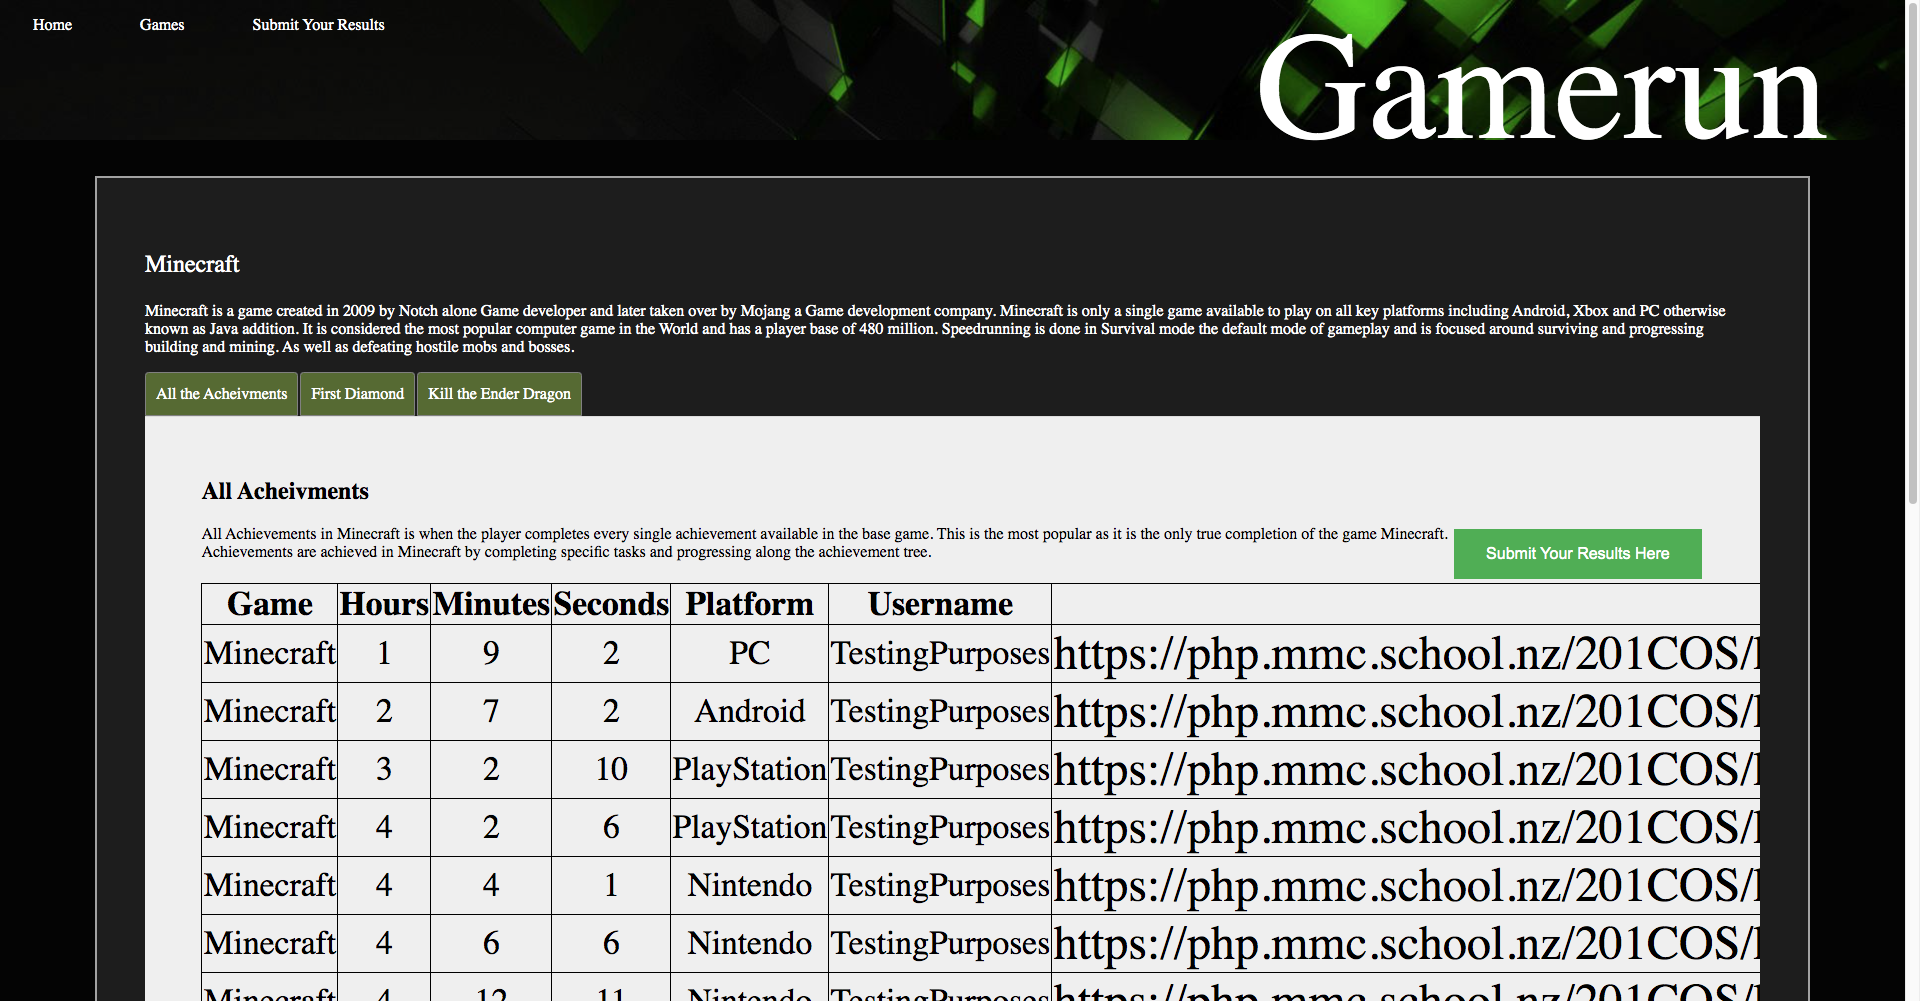 Home Games Submit Your Results
Gamerun
Minecraft
Minecraft is a game created in 2009 by Notch alone Game developer and later taken over by Mojang a Game development company. Minecraft is only a single game available to play on all key platforms including Android, Xbox and PC otherwise
known as Java addition. It is considered the most popular computer game in the World and has a player base of 480 million. Speedrunning is done in Survival mode the default mode of gameplay and is focused around surviving and progressing
building and mining. As well as defeating hostile mobs and bosses.
All the Acheivments First Diamond Kill the Ender Dragon
All Acheivments
All Achievements in Minecraft is when the player completes every single achievement available in the base game. This is the most popular as it is the only true completion of the game Minecraft.
Achievements are achieved in Minecraft by completing specific tasks and progressing along the achievement tree.
Submit Your Results Here
Game Hours Minutes Seconds Platform Username
Minecraft 1 9 2 PC TestingPurposes https://php.mmc.school.nz/201COS/
Minecraft 2 7 2 Android TestingPurposes https://php.mmc.school.nz/201COS/
Minecraft 3 2 10 PlayStation TestingPurposes https://php.mmc.school.nz/201COS/
Minecraft 4 2 6 PlayStation TestingPurposes https://php.mmc.school.nz/201COS/
Minecraft 4 4 1 Nintendo TestingPurposes https://php.mmc.school.nz/201COS/
Minecraft 4 6 6 Nintendo TestingPurposes https://php.mmc.school.nz/201COS/
Minecraft 4 12 11 Nintendo TestingPurposes https://php.mmc.school.nz/201COS/